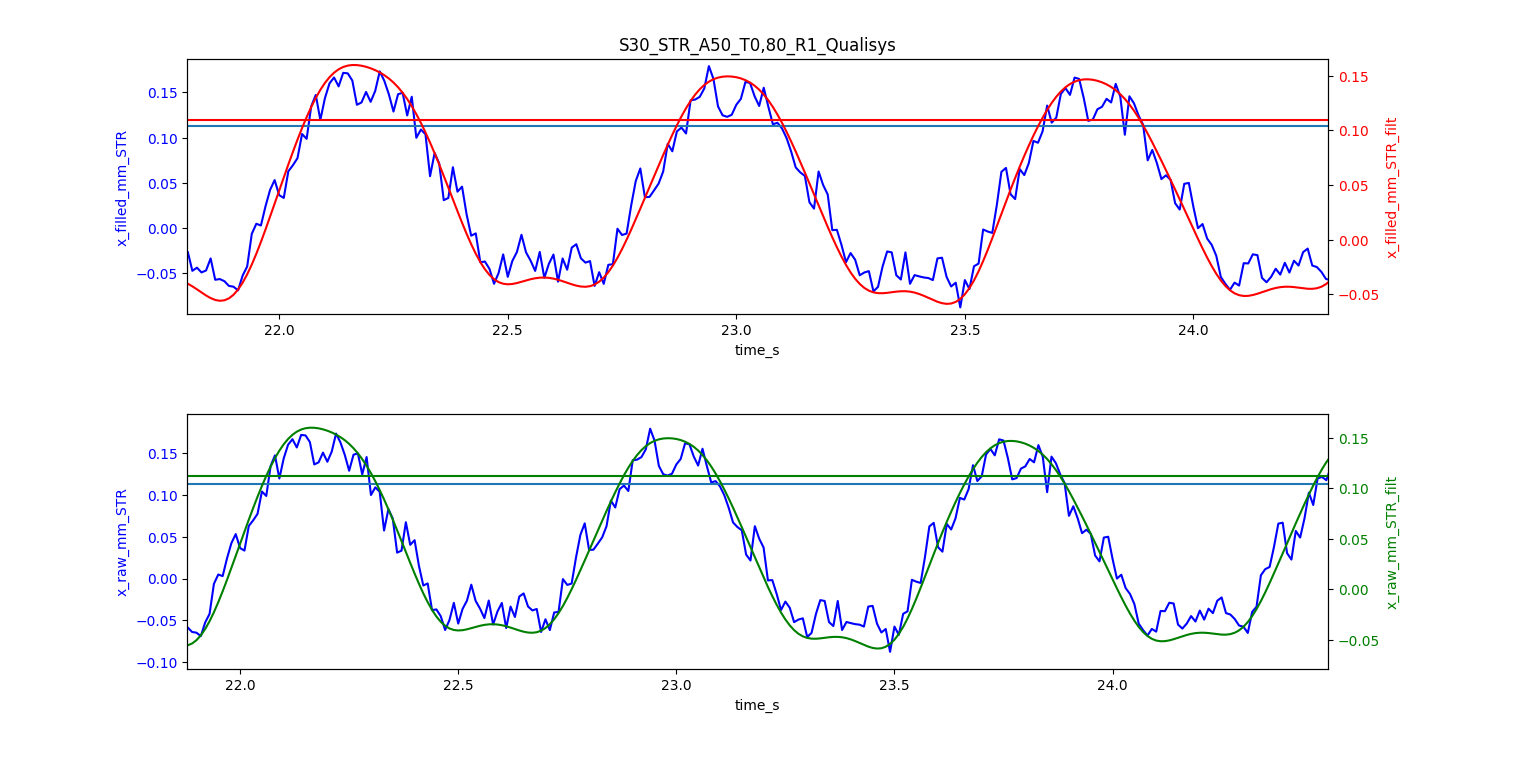 S30_STR_A50_T0,80_R1_Qualisys
x_filled_mm_STR
0.15
0.10
0.05
0.00
−0.05
0.15
0.10
0.05
0.00
−0.05
x_filled_mm_STR_filt
22.0 22.5 23.0 23.5 24.0
time_s
x_raw_mm_STR
0.15
0.10
0.05
0.00
−0.05
−0.10
0.15
0.10
0.05
0.00
−0.05
x_raw_mm_STR_filt
22.0 22.5 23.0 23.5 24.0
time_s